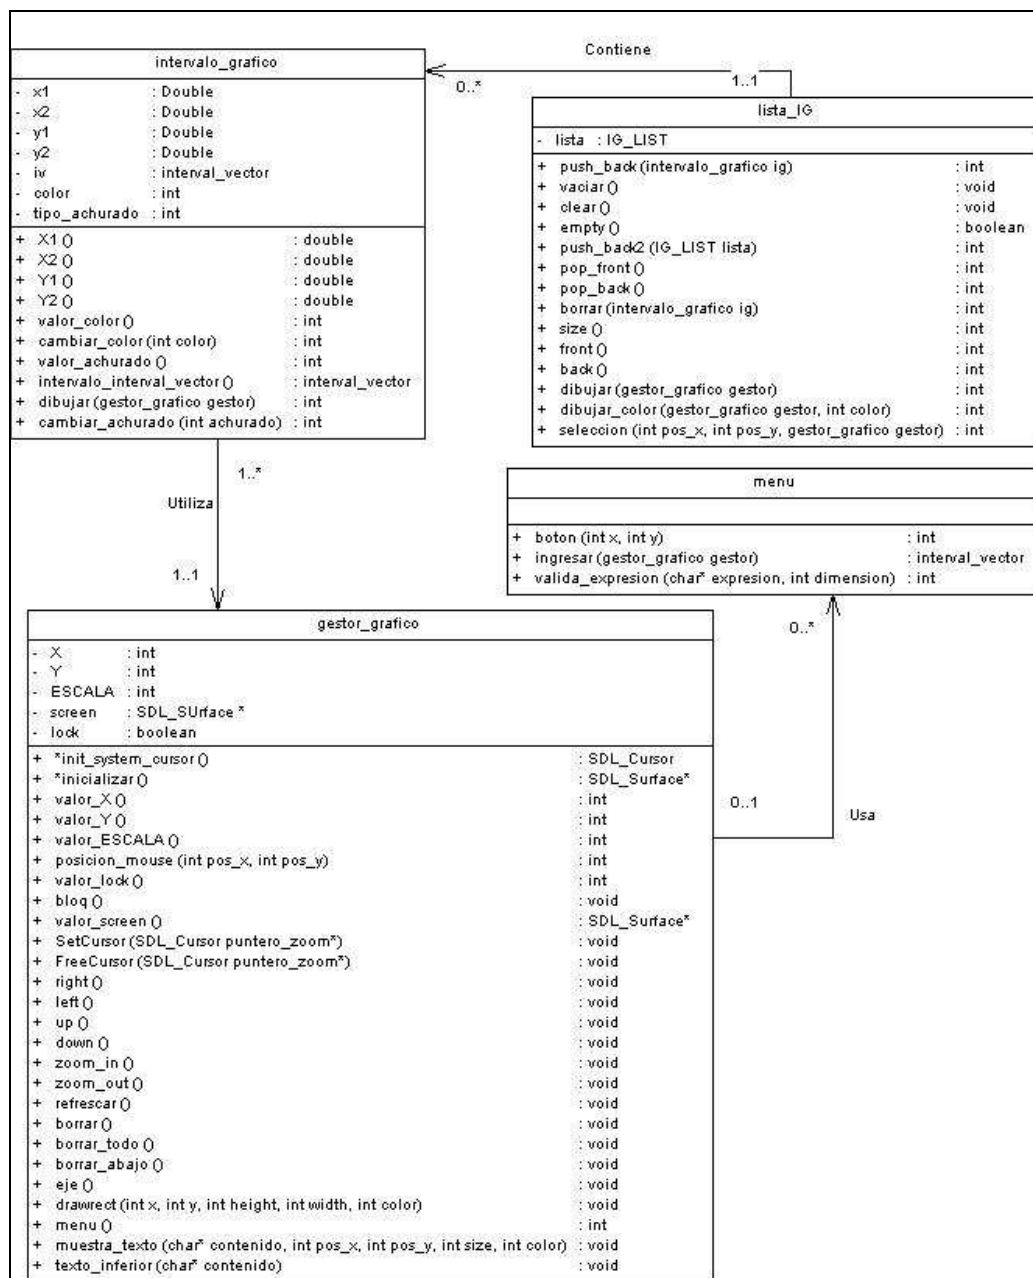 Contiene
0..*
1..1
intervalo_grafico
- x1 : Double
- x2 : Double
- y1 : Double
- y2 : Double
- iv : interval_vector
- color : int
- tipo_achurado : int
+ X1 () : double
+ X2 () : double
+ Y1 () : double
+ Y2 () : double
+ valor_color () : int
+ cambiar_color (int color) : int
+ valor_achurado () : int
+ intervalo_interval_vector () : interval_vector
+ dibujar (gestor_grafico gestor) : int
+ cambiar_achurado (int achurado) : int
lista_IG
- lista : IG_LIST
+ push_back (intervalo_grafico ig) : int
+ vaciar () : void
+ clear () : void
+ empty () : boolean
+ push_back2 (IG_LIST lista) : int
+ pop_front () : int
+ pop_back () : int
+ borrar (intervalo_grafico ig) : int
+ size () : int
+ front () : int
+ back () : int
+ dibujar (gestor_grafico gestor) : int
+ dibujar_color (gestor_grafico gestor, int color) : int
+ seleccion (int pos_x, int pos_y, gestor_grafico gestor) : int
1..*
Utiliza
1..1
menu
+ boton (int x, int y) : int
+ ingresar (gestor_grafico gestor) : interval_vector
+ valida_expresion (char* expresion, int dimension) : int
0..*
0..1
Usa
gestor_grafico
- X : int
- Y : int
- ESCALA : int
- screen : SDL_SUrface *
- lock : boolean
+ *init_system_cursor () : SDL_Cursor
+ *inicializar () : SDL_Surface*
+ valor_X () : int
+ valor_Y () : int
+ valor_ESCALA () : int
+ posicion_mouse (int pos_x, int pos_y) : int
+ valor_lock () : int
+ bloq () : void
+ valor_screen () : SDL_Surface*
+ SetCursor (SDL_Cursor puntero_zoom*) : void
+ FreeCursor (SDL_Cursor puntero_zoom*) : void
+ right () : void
+ left () : void
+ up () : void
+ down () : void
+ zoom_in () : void
+ zoom_out () : void
+ refrescar () : void
+ borrar () : void
+ borrar_todo () : void
+ borrar_abajo () : void
+ eje () : void
+ drawrect (int x, int y, int height, int width, int color) : void
+ menu () : int
+ muestra_texto (char* contenido, int pos_x, int pos_y, int size, int color) : void
+ texto_inferior (char* contenido) : void